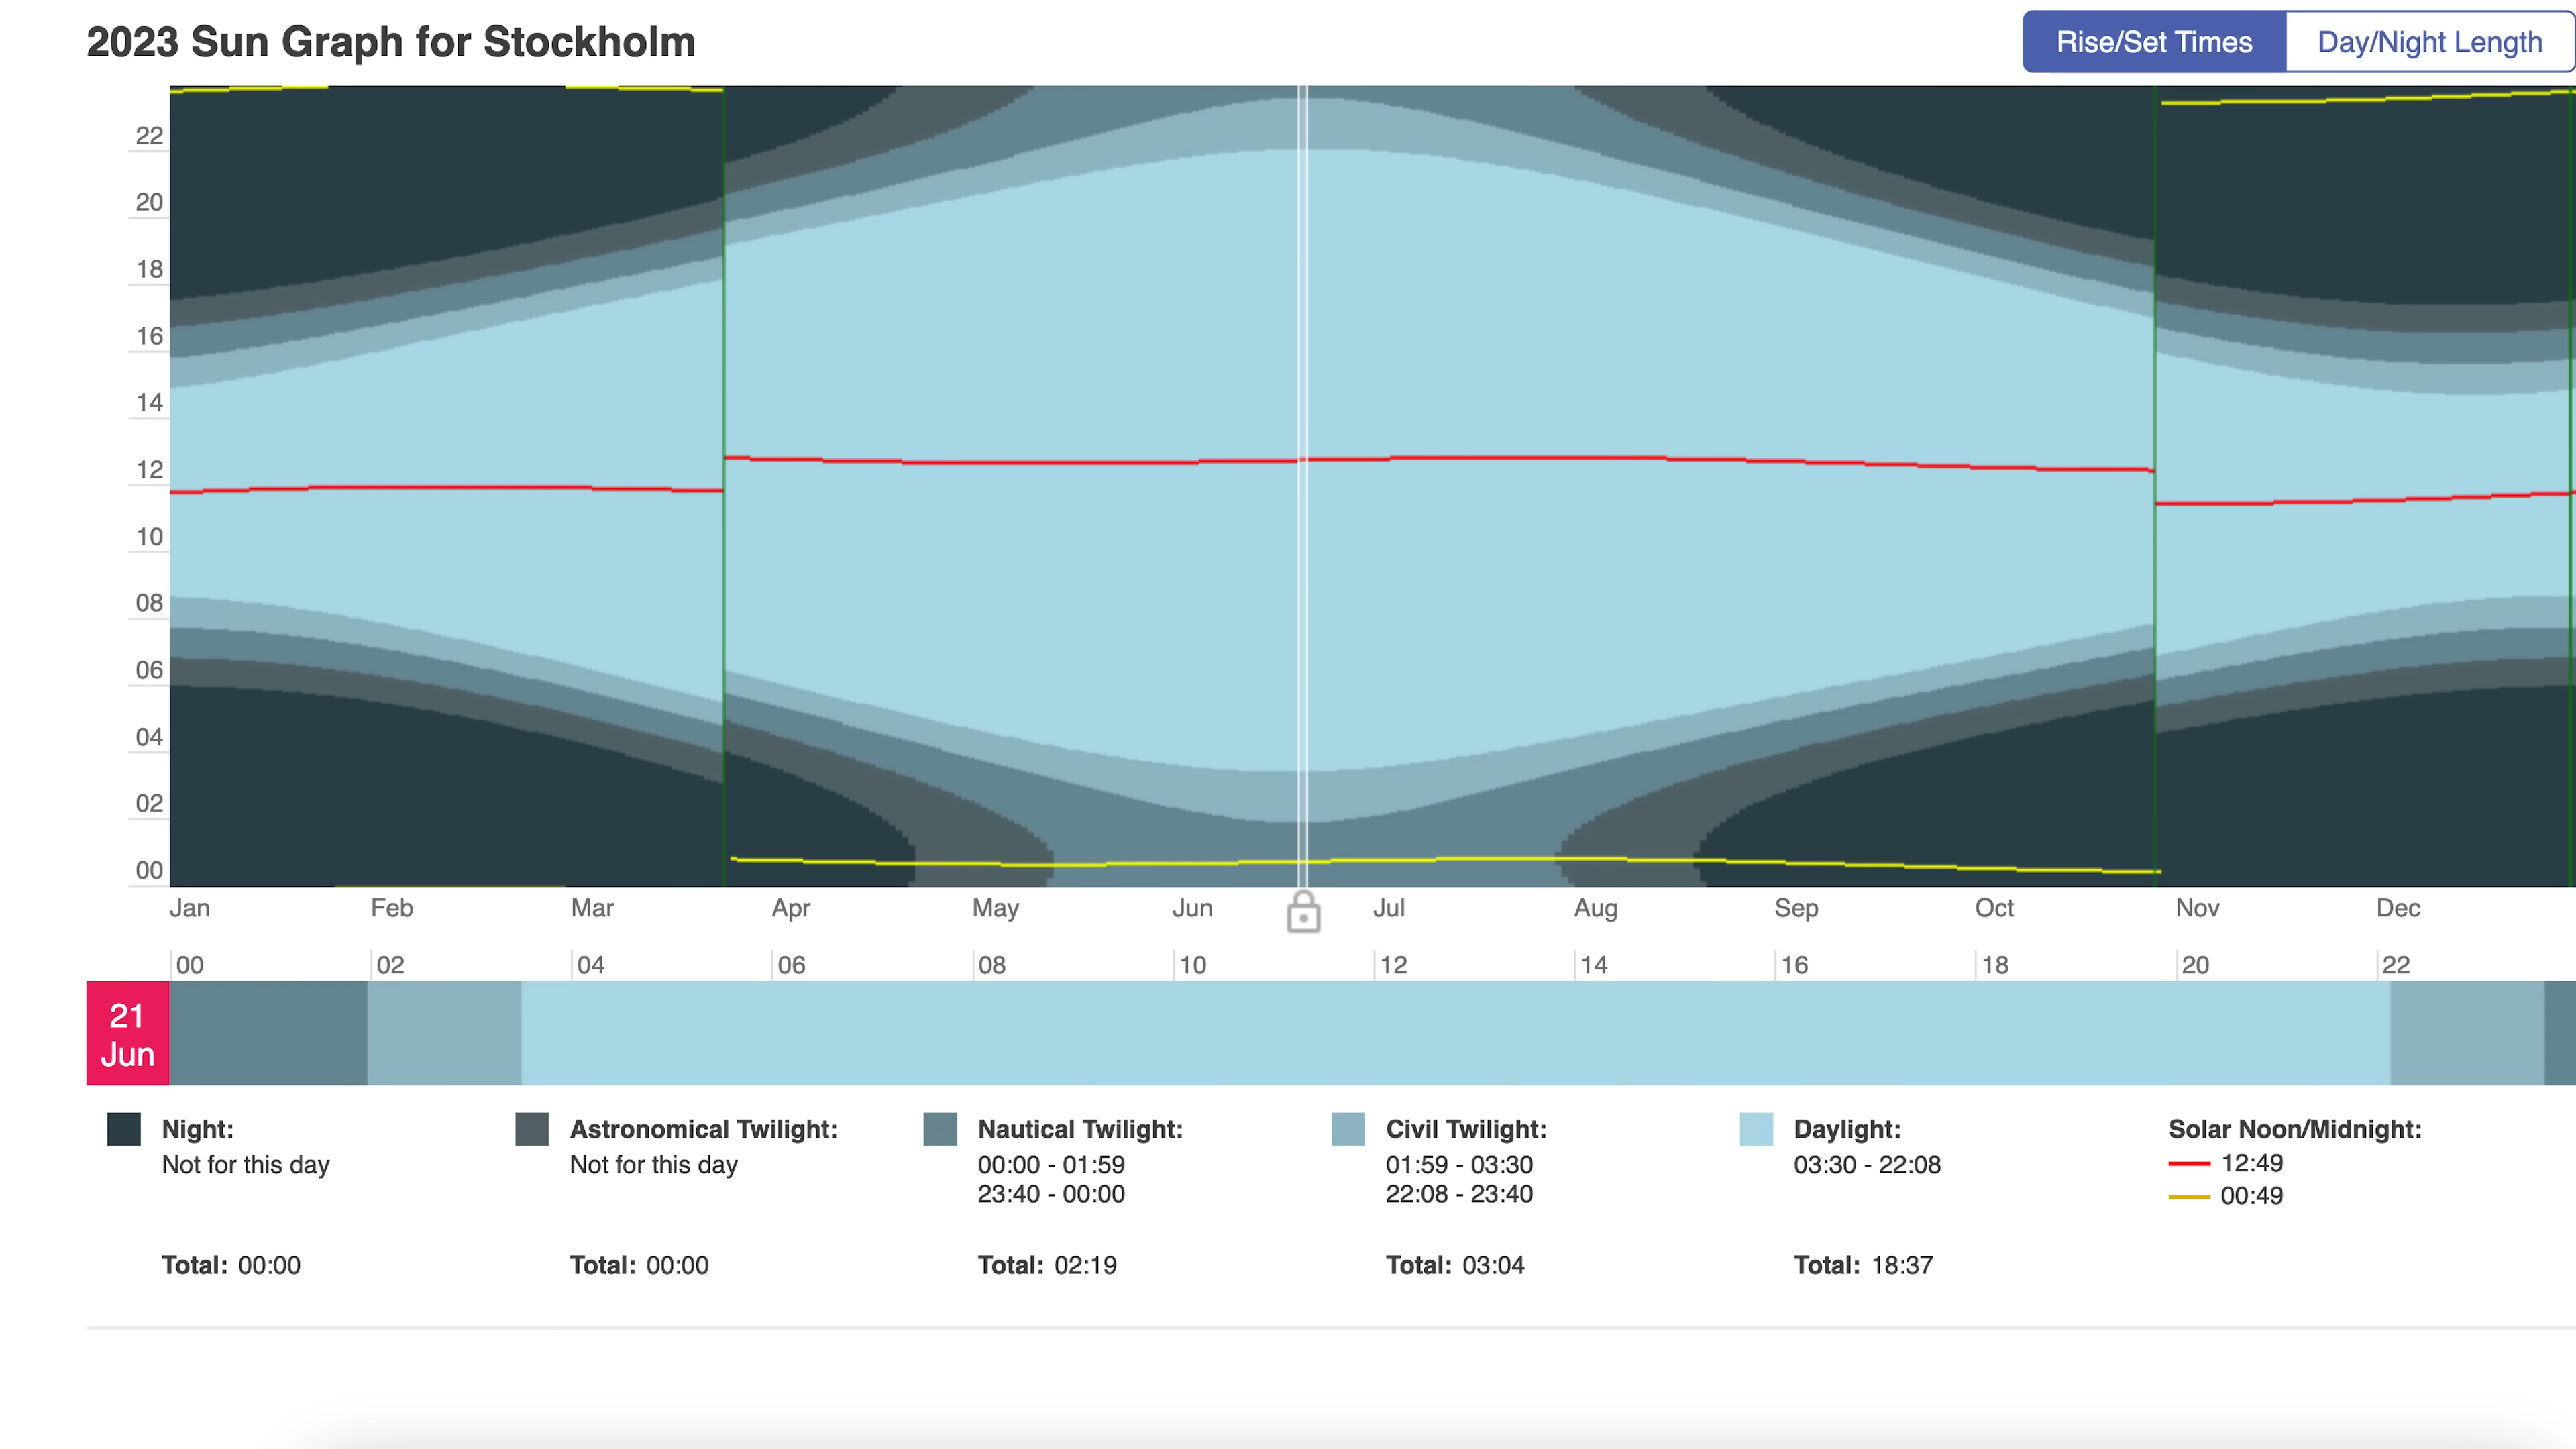 2023 Sun Graph for Stockholm
Rise/Set Times Day/Night Length
22
20
18
16
14
12
10
08
06
04
02
00
Jan Feb Mar Apr May Jun Jul Aug Sep Oct Nov Dec
00 02 04 06 08 10 12 14 16 18 20 22
21
Jun
Night: Astronomical Twilight: Nautical Twilight: Civil Twilight: Daylight: Solar Noon/Midnight:
Not for this day Not for this day 00:00 - 01:59 01:59 - 03:30 03:30 - 22:08 12:49
23:40 - 00:00 22:08 - 23:40 00:49
Total: 00:00 Total: 00:00 Total: 02:19 Total: 03:04 Total: 18:37